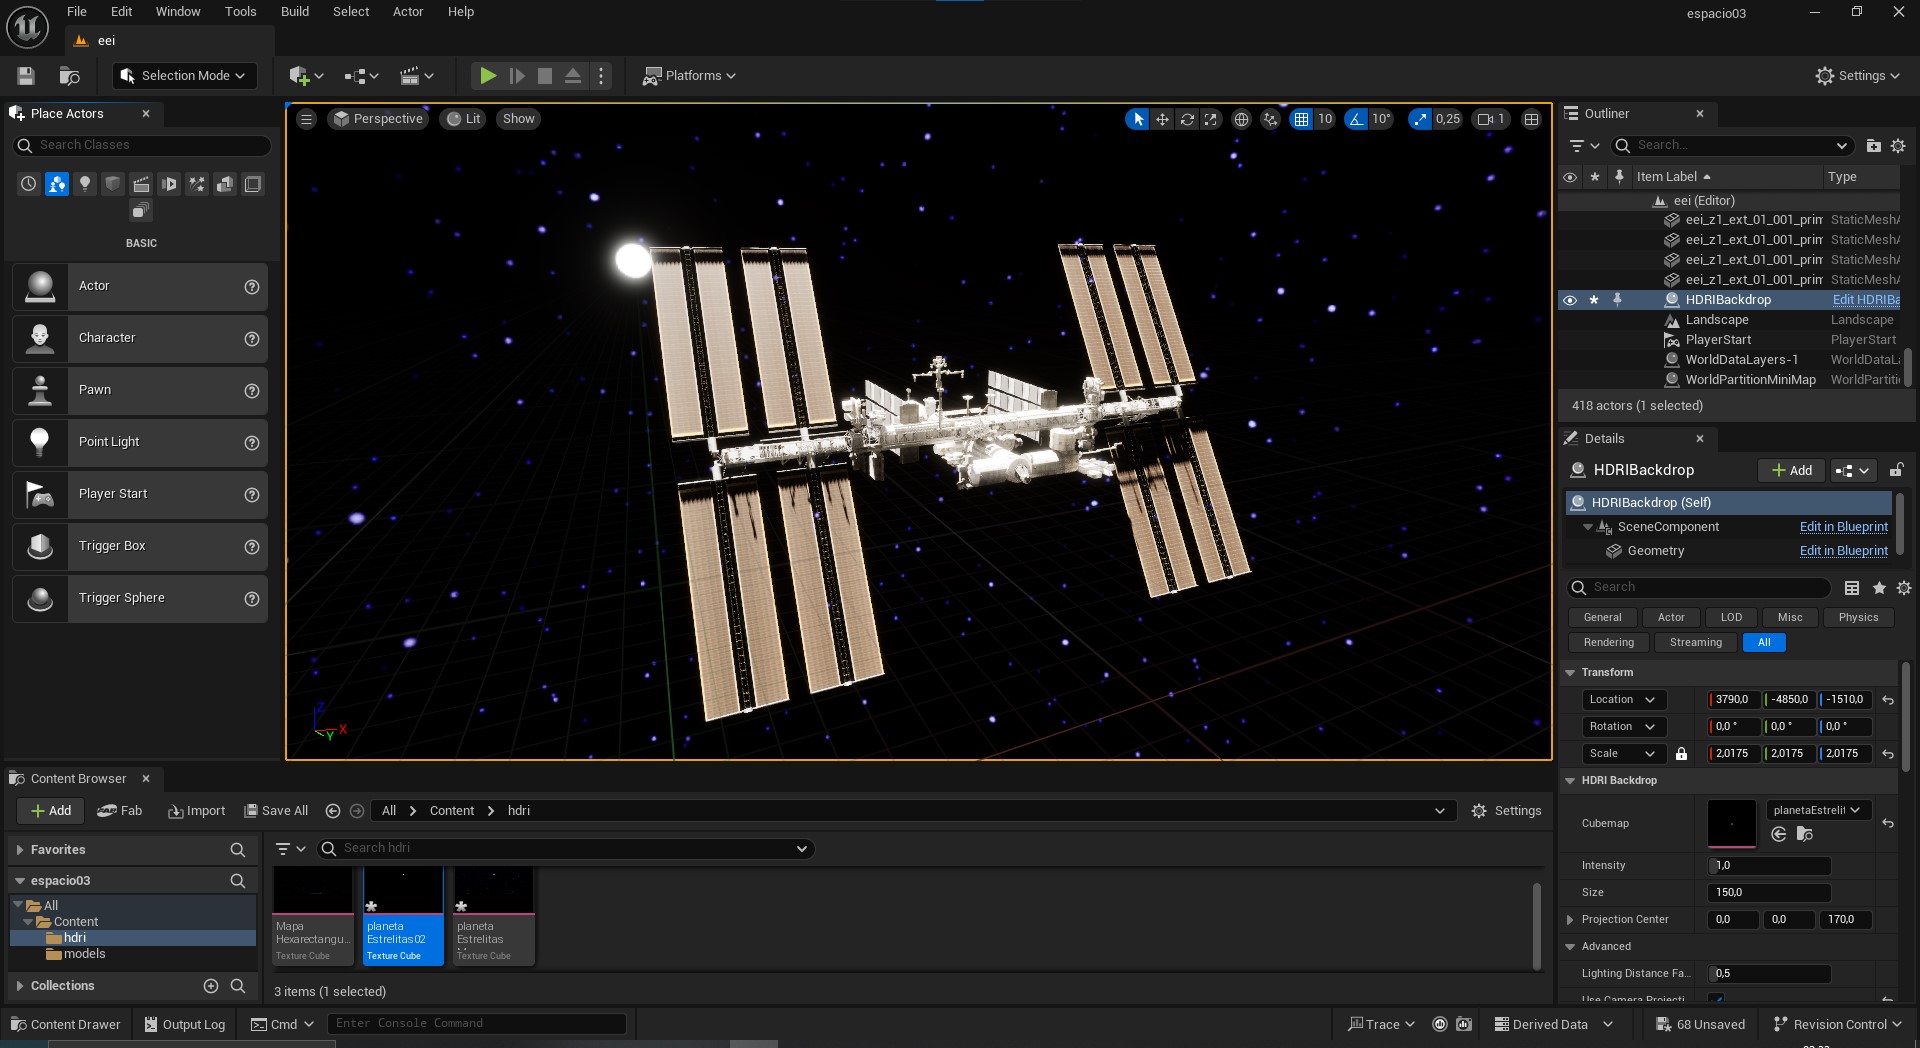 File Edit Window Tools Build Select Actor Help
espacio03
eei
Selection Mode
Platforms
Settings
Place Actors
Search Classes
BASIC
Actor
Character
Pawn
Point Light
Player Start
Trigger Box
Trigger Sphere
Perspective Lit Show
10 10° 0,25 1
Z X Y
Outliner
Search...
Item Label Type
eei (Editor)
eei_z1_ext_01_001_prim StaticMeshA
eei_z1_ext_01_001_prim StaticMeshA
eei_z1_ext_01_001_prim StaticMeshA
eei_z1_ext_01_001_prim StaticMeshA
HDRIBackdrop Edit HDRIBa
Landscape Landscape
PlayerStart PlayerStart
WorldDataLayers-1 WorldDataLa
WorldPartitionMiniMap WorldPartitio
418 actors (1 selected)
Details
HDRIBackdrop Add
HDRIBackdrop (Self)
SceneComponent Edit in Blueprint
Geometry Edit in Blueprint
Search
General Actor LOD Misc Physics
Rendering Streaming All
Transform
Location 3790,0 -4850,0 -1510,0
Rotation 0,0 ° 0,0 ° 0,0 °
Scale 2,0175 2,0175 2,0175
HDRI Backdrop
Cubemap planetaEstrelit
Intensity 1,0
Size 150,0
Projection Center 0,0 0,0 170,0
Advanced
Lighting Distance Fa... 0,5
Use Camera Projecti
Content Browser
Add Fab Import Save All All Content hdri Settings
Favorites
Search hdri
espacio03
All
Content
hdri
models
Collections
Mapa
Hexarectangu...
Texture Cube
planeta
Estrelitas02
Texture Cube
planeta
Estrelitas
Texture Cube
3 items (1 selected)
Content Drawer Output Log Cmd Enter Console Command Trace Derived Data 68 Unsaved Revision Control